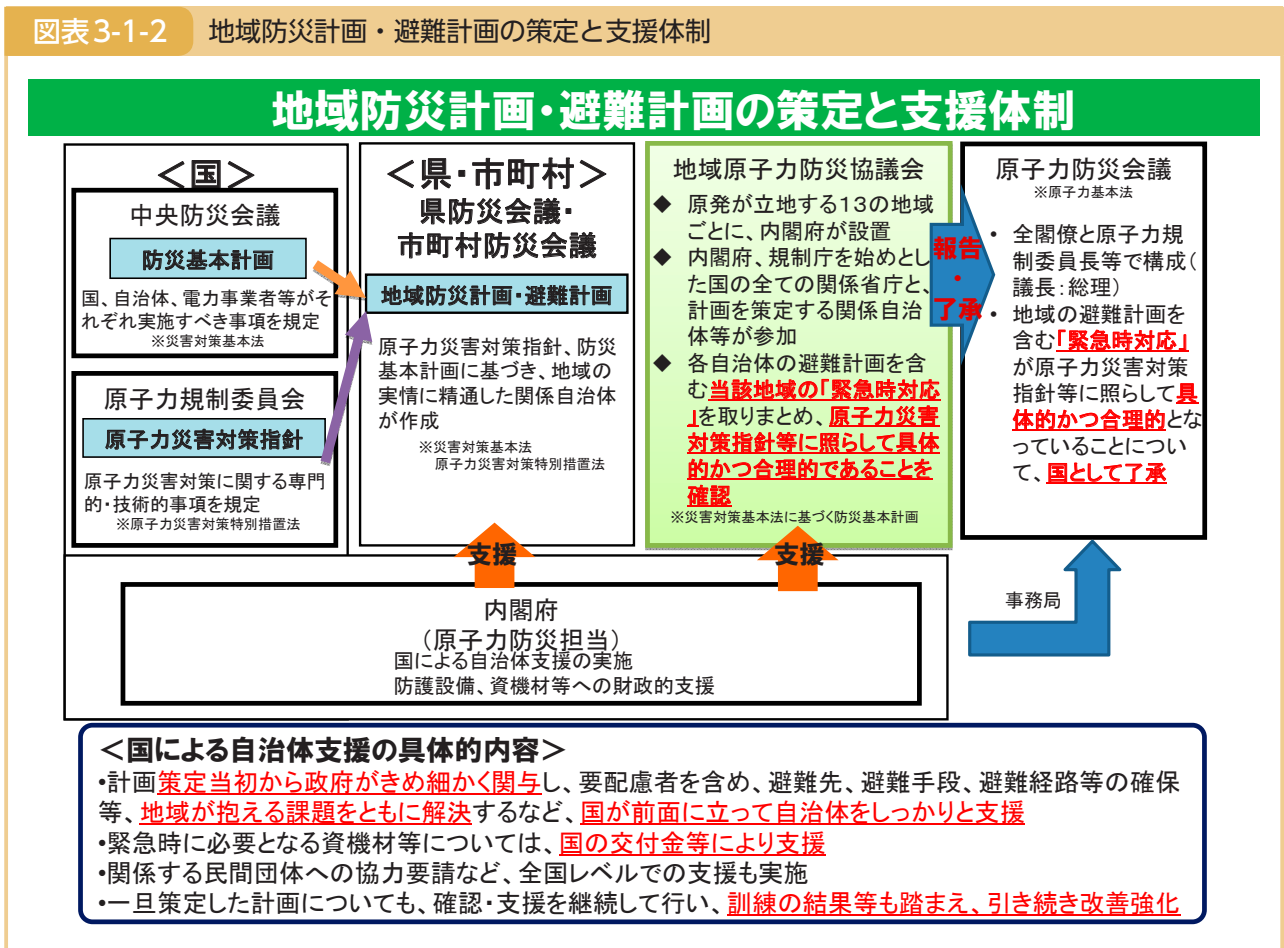 図表3-1-2 地域防災計画・避難計画の策定と支援体制
地域防災計画・避難計画の策定と支援体制
＜国＞
中央防災会議
防災基本計画
国、自治体、電力事業者等がそ
れぞれ実施すべき事項を規定
※災害対策基本法
原子力規制委員会
原子力災害対策指針
原子力災害対策に関する専門
的・技術的事項を規定
※原子力災害対策特別措置法
＜県・市町村＞
県防災会議・
市町村防災会議
地域防災計画・避難計画
原子力災害対策指針、防災
基本計画に基づき、地域の
実情に精通した関係自治体
が作成
※災害対策基本法
原子力災害対策特別措置法
支援
地域原子力防災協議会
◆ 原発が立地する13の地域
ごとに、内閣府が設置
◆ 内閣府、規制庁を始めとし
た国の全ての関係省庁と、
計画を策定する関係自治
体等が参加
◆ 各自治体の避難計画を含
む当該地域の「緊急時対応
」を取りまとめ、原子力災害
対策指針等に照らして具体
的かつ合理的であることを
確認
※災害対策基本法に基づく防災基本計画
支援
報告
・
了承
原子力防災会議
※原子力基本法
• 全閣僚と原子力規
制委員長等で構成(
議長:総理)
• 地域の避難計画を
含む「緊急時対応」
が原子力災害対策
指針等に照らして具
体的かつ合理的とな
っていることについ
て、国として了承
事務局
内閣府
(原子力防災担当)
国による自治体支援の実施
防護設備、資機材等への財政的支援
＜国による自治体支援の具体的内容＞
•計画策定当初から政府がきめ細かく関与し、要配慮者を含め、避難先、避難手段、避難経路等の確保
等、地域が抱える課題をともに解決するなど、国が前面に立って自治体をしっかりと支援
•緊急時に必要となる資機材等については、国の交付金等により支援
•関係する民間団体への協力要請など、全国レベルでの支援も実施
•一旦策定した計画についても、確認・支援を継続して行い、訓練の結果等も踏まえ、引き続き改善強化